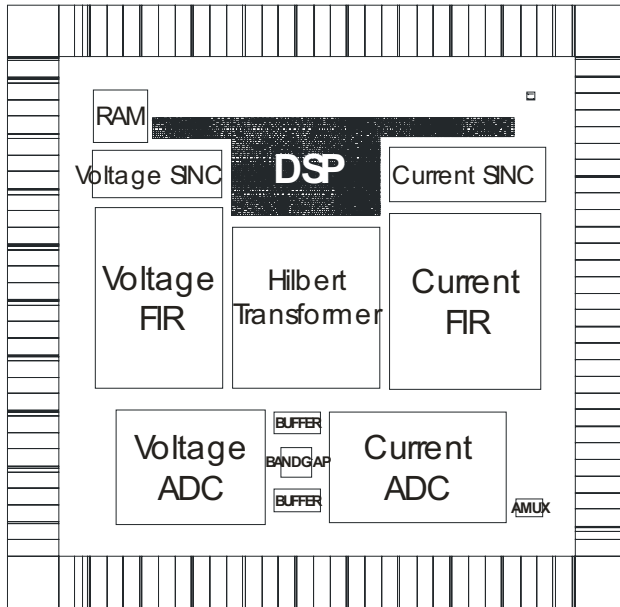 RAM
DSP
Voltage SINC
Current SINC
Voltage
FIR
Hilbert
Transformer
Current
FIR
Voltage
ADC
BUFFER
BANDGAP
BUFFER
Current
ADC
AMUX